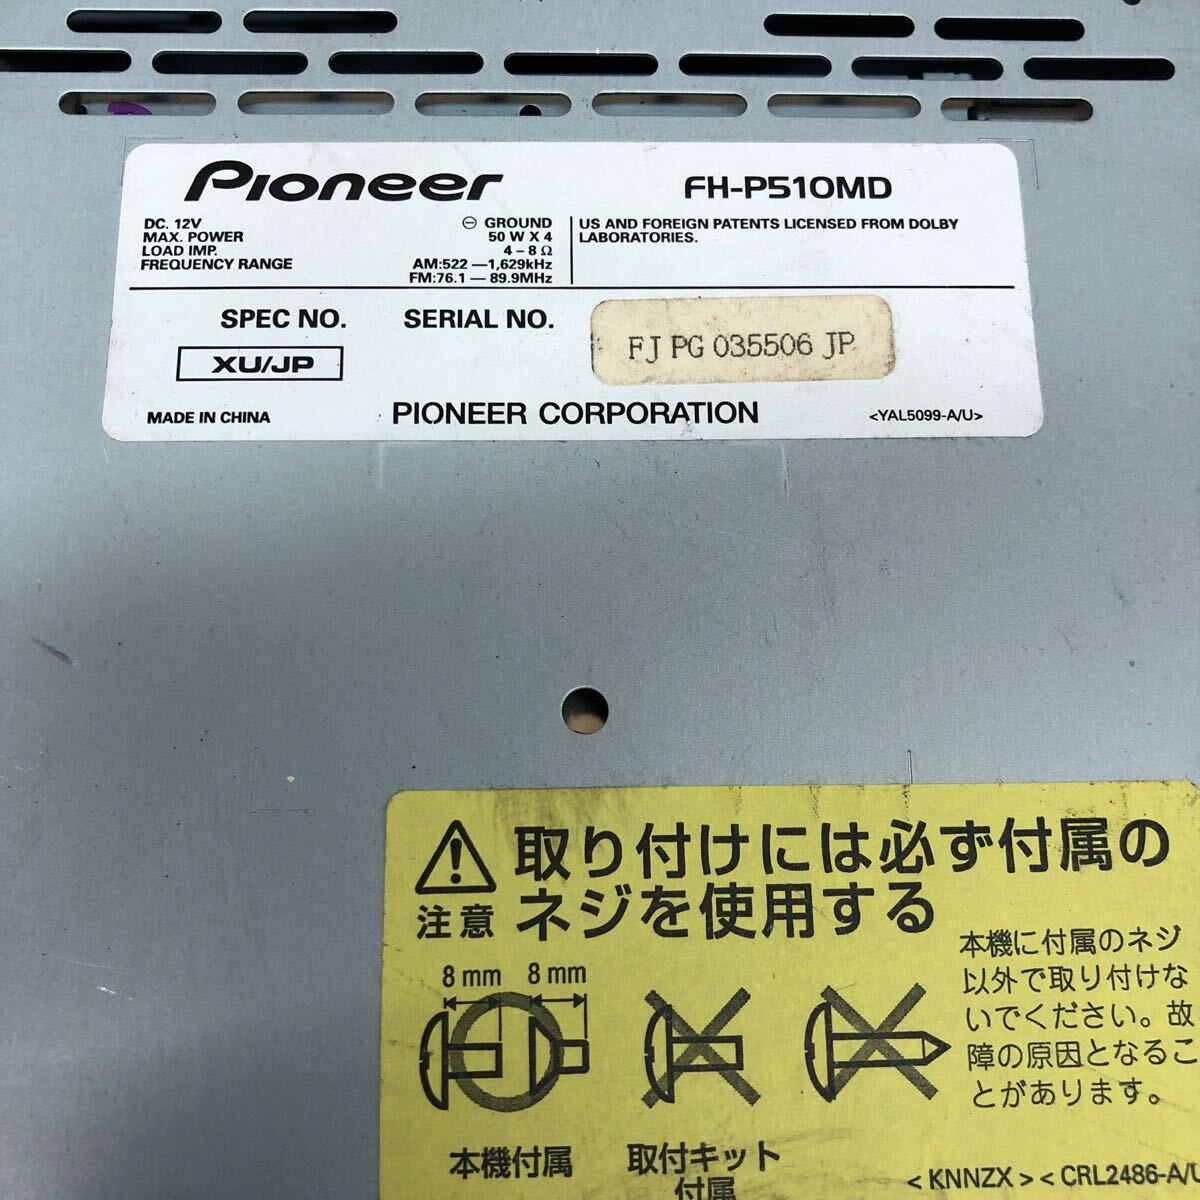 Pioneer
FH-P510MD
DC. 12V ⊖ GROUND
MAX. POWER 50 W X 4
LOAD IMP. 4 – 8 Ω
FREQUENCY RANGE AM:522 — 1,629kHz
FM:76.1 — 89.9MHz
US AND FOREIGN PATENTS LICENSED FROM DOLBY
LABORATORIES.
SPEC NO.
XU/JP
SERIAL NO.
FJ PG 035506 JP
MADE IN CHINA
PIONEER CORPORATION
<YAL5099-A/U>
注意
取り付けには必ず付属の
ネジを使用する
8 mm 8 mm
本機に付属のネジ
以外で取り付けな
いでください。故
障の原因となるこ
とがあります。
本機付属
取付キット
付属
<KNNZX> <CRL2486-A/